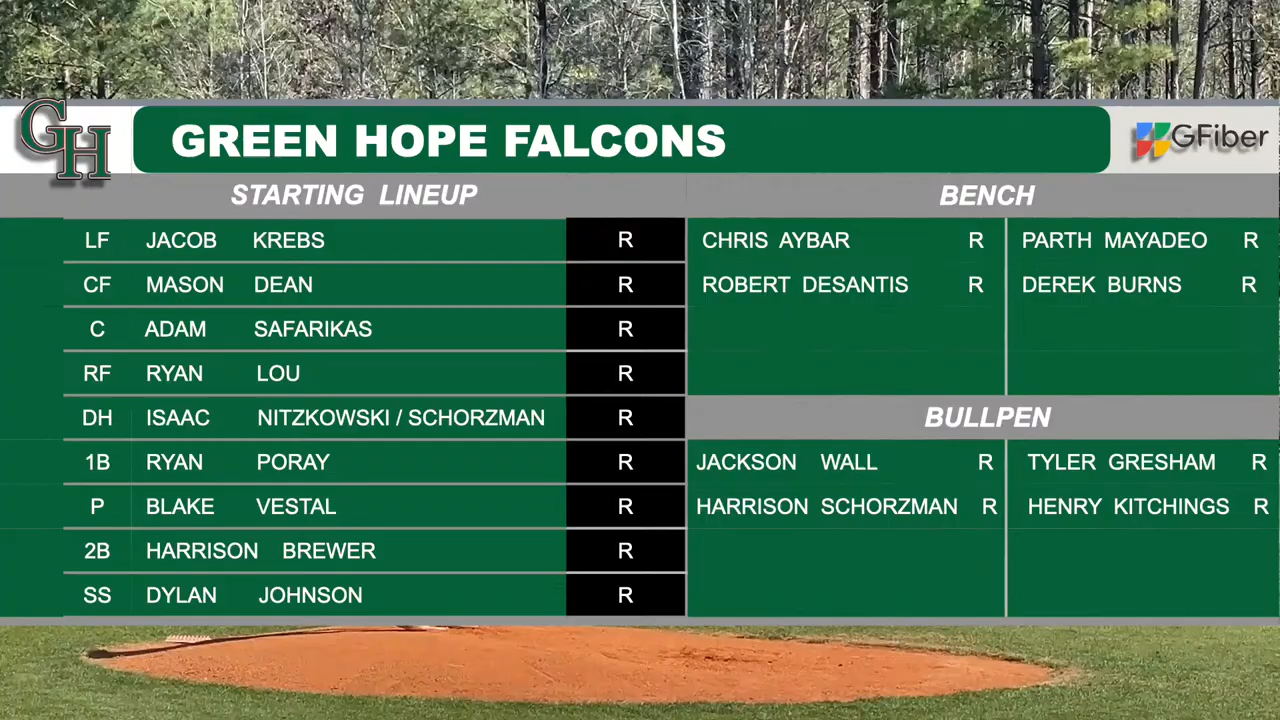 GH
GREEN HOPE FALCONS
GFiber
STARTING LINEUP
LF JACOB KREBS R
CF MASON DEAN R
C ADAM SAFARIKAS R
RF RYAN LOU R
DH ISAAC NITZKOWSKI / SCHORZMAN R
1B RYAN PORAY R
P BLAKE VESTAL R
2B HARRISON BREWER R
SS DYLAN JOHNSON R
BENCH
CHRIS AYBAR R PARTH MAYADEO R
ROBERT DESANTIS R DEREK BURNS R
BULLPEN
JACKSON WALL R TYLER GRESHAM R
HARRISON SCHORZMAN R HENRY KITCHINGS R